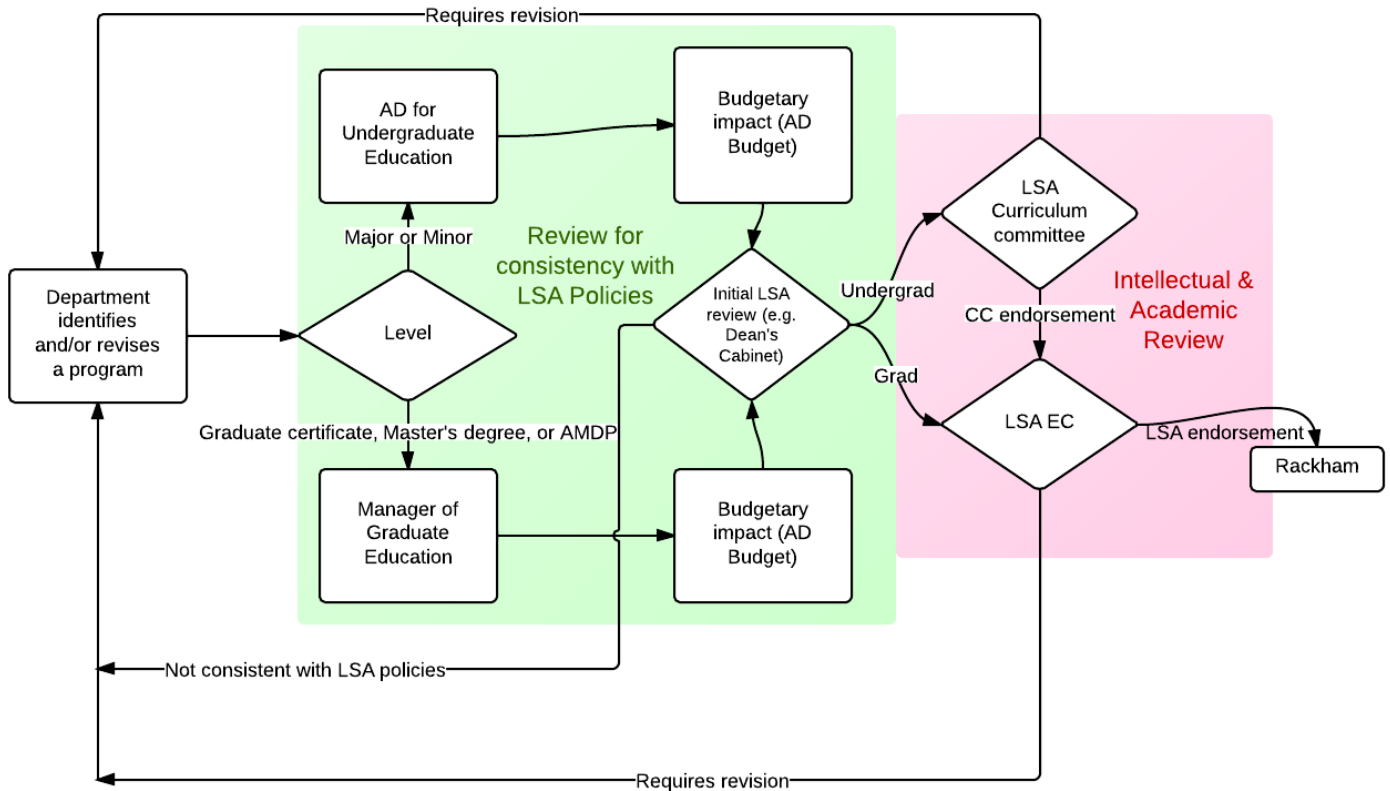 Requires revision
AD for
Undergraduate
Education
Budgetary
impact (AD
Budget)
LSA
Curriculum
committee
Major or Minor
Review for
consistency with
LSA Policies
Department
identifies
and/or revises
a program
Level
Initial LSA
review (e.g.
Dean's
Cabinet)
Undergrad
Grad
CC endorsement
Intellectual &
Academic
Review
LSA EC
LSA endorsement
Rackham
Graduate certificate, Master's degree, or AMDP
Manager of
Graduate
Education
Budgetary
impact (AD
Budget)
Not consistent with LSA policies
Requires revision